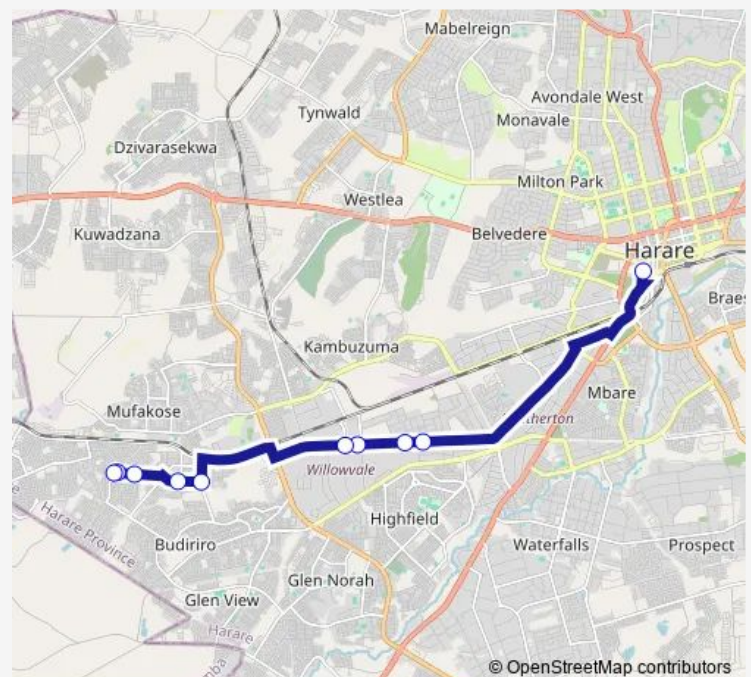 Mabelreign
Avondale West
Tynwald
Monavale
Dzivarasekwa
Milton Park
Westlea
Kuwadzana
Belvedere
Harare
Braes
Kambuzuma
Mbare
Mufakose
Willowvale
Highfield
Harare Province
Budiriro
Waterfalls
Prospect
Glen Norah
Glen View
Harare
© OpenStreetMap contributors